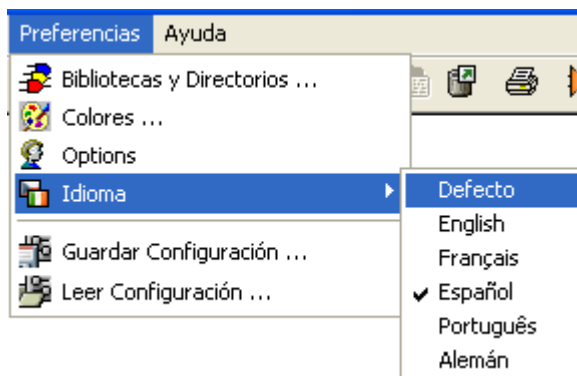 Preferencias Ayuda
Bibliotecas y Directorios ...
Colores ...
Options
Idioma
Guardar Configuración ...
Leer Configuración ...
Defecto
English
Français
Español
Português
Alemán